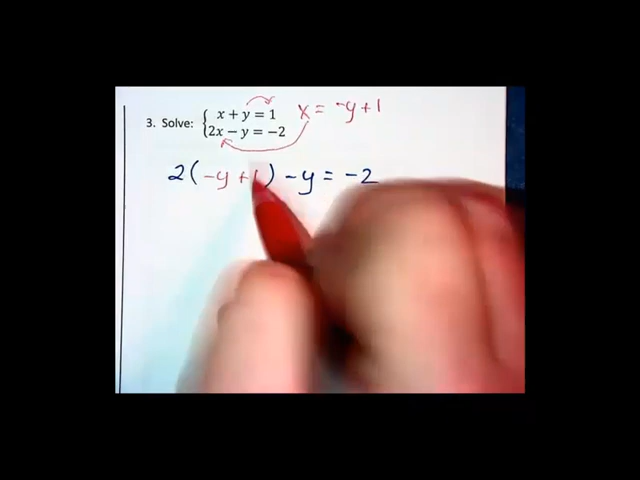 3. Solve: { x + y = 1 x = -y + 1
2x − y = −2
2(-y + 1) - y = -2